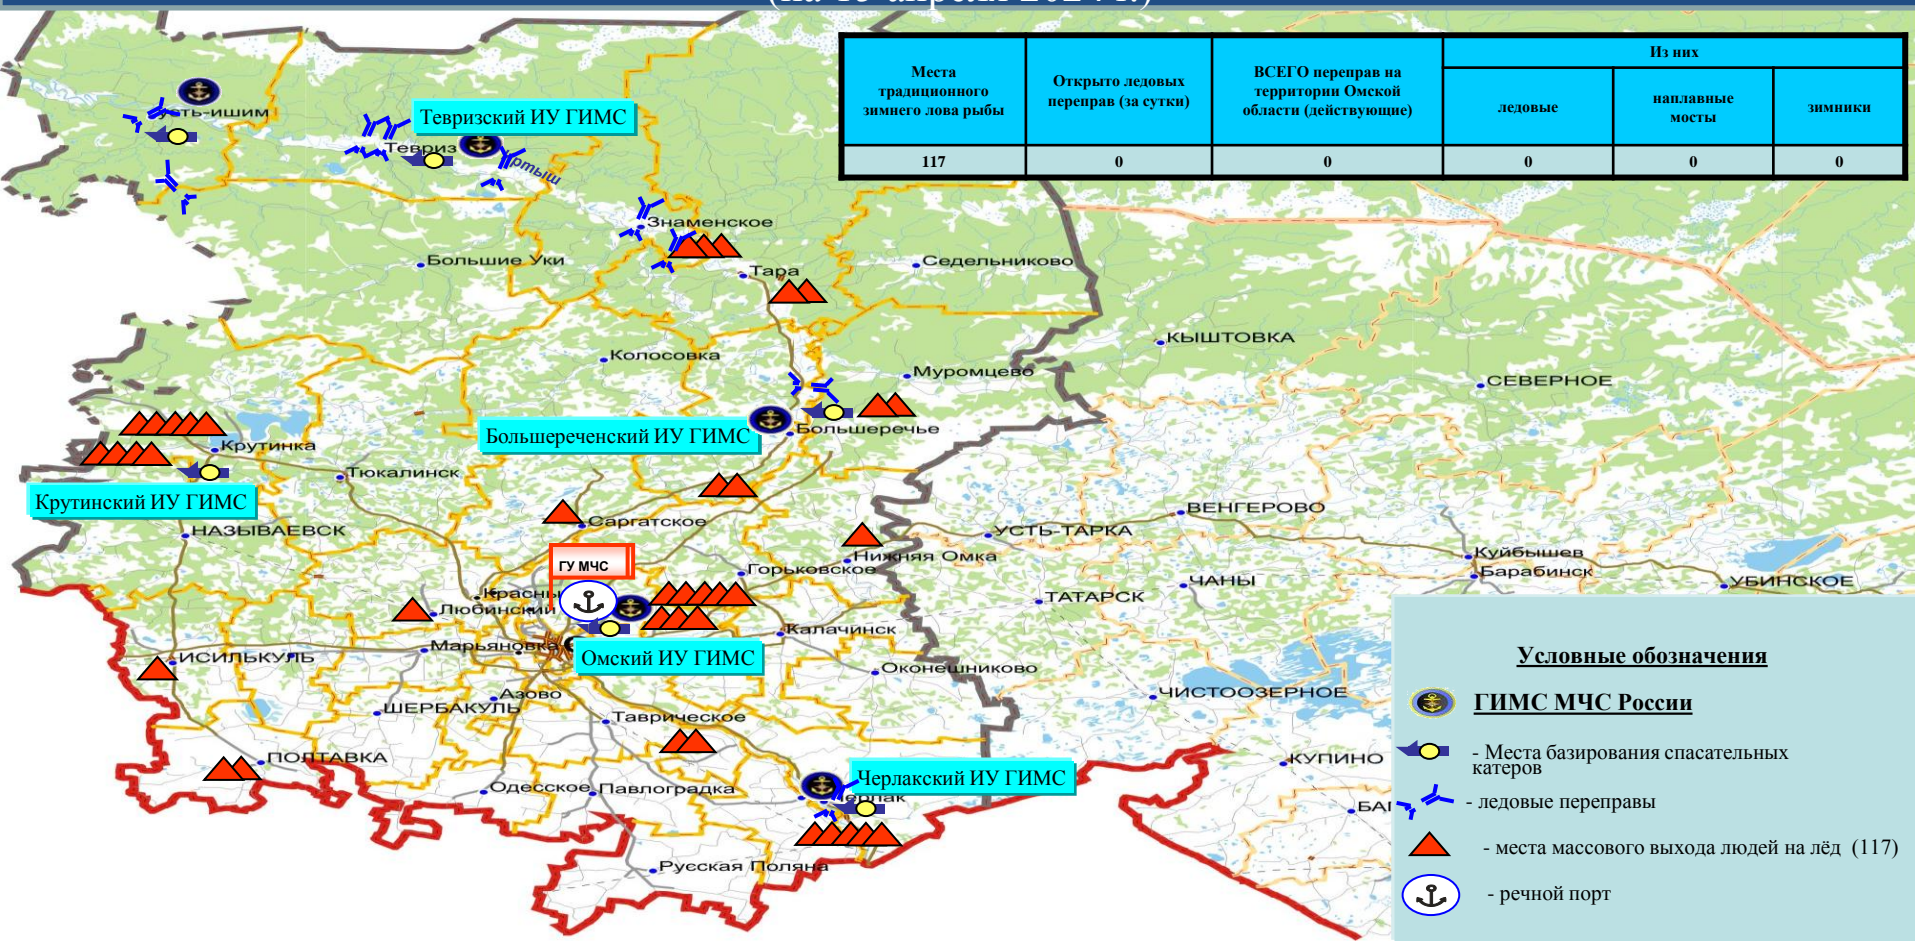 Места
традиционного
зимнего лова рыбы
Открыто ледовых
переправ (за сутки)
ВСЕГО переправ на
территории Омской
области (действующие)
Из них
ледовые
наплавные
мосты
зимники
117
0
0
0
0
0
Тевризский ИУ ГИМС
Тевриз
Знаменское
Большие Уки
Тара
Седельниково
КЫШТОВКА
Колосовка
Муромцево
СЕВЕРНОЕ
Большереченский ИУ ГИМС
Большеречье
Крутинка
Тюкалинск
Крутинский ИУ ГИМС
НАЗЫВАЕВСК
Саргатское
УСТЬ-ТАРКА
ВЕНГЕРОВО
Нижняя Омка
Куйбышев
Барабинск
ГУ МЧС
Горьковское
ЧАНЫ
УБИНСКОЕ
Любинский
ТАТАРСК
Калачинск
Марьяновка
ИСИЛЬКУЛЬ
Омский ИУ ГИМС
Оконешниково
ЧИСТООЗЕРНОЕ
Азово
ШЕРБАКУЛЬ
Таврическое
ПОЛТАВКА
КУПИНО
Черлакский ИУ ГИМС
Одесское
Павлоградка
Русская Поляна
Условные обозначения
ГИМС МЧС России
- Места базирования спасательных
катеров
- ледовые переправы
- места массового выхода людей на лёд (117)
- речной порт